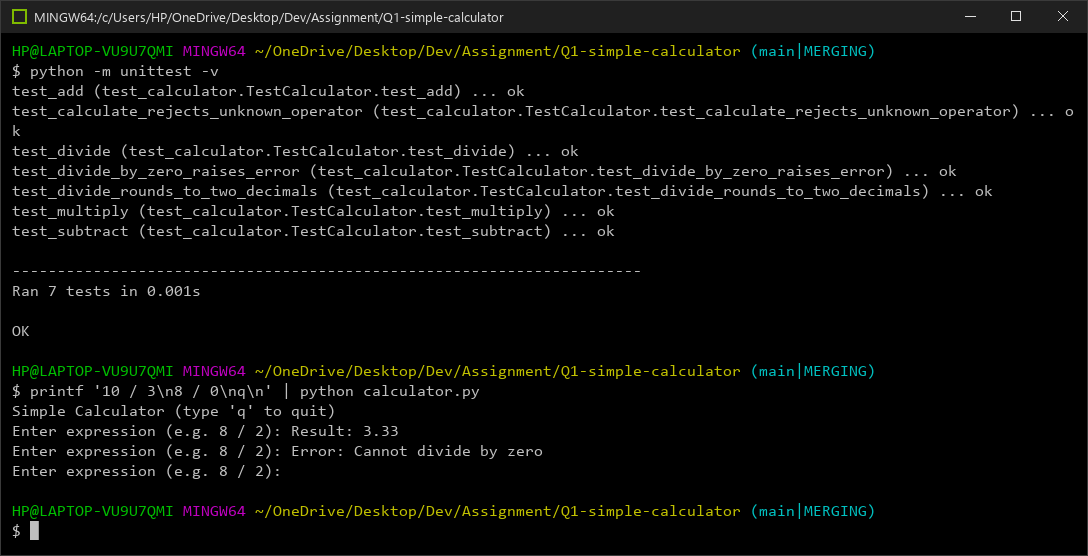 MINGW64:/c/Users/HP/OneDrive/Desktop/Dev/Assignment/Q1-simple-calculator
HP@LAPTOP-VU9U7QMI MINGW64 ~/OneDrive/Desktop/Dev/Assignment/Q1-simple-calculator (main|MERGING)
$ python -m unittest -v
test_add (test_calculator.TestCalculator.test_add) ... ok
test_calculate_rejects_unknown_operator (test_calculator.TestCalculator.test_calculate_rejects_unknown_operator) ... o
k
test_divide (test_calculator.TestCalculator.test_divide) ... ok
test_divide_by_zero_raises_error (test_calculator.TestCalculator.test_divide_by_zero_raises_error) ... ok
test_divide_rounds_to_two_decimals (test_calculator.TestCalculator.test_divide_rounds_to_two_decimals) ... ok
test_multiply (test_calculator.TestCalculator.test_multiply) ... ok
test_subtract (test_calculator.TestCalculator.test_subtract) ... ok
----------------------------------------------------------------------
Ran 7 tests in 0.001s
OK
HP@LAPTOP-VU9U7QMI MINGW64 ~/OneDrive/Desktop/Dev/Assignment/Q1-simple-calculator (main|MERGING)
$ printf '10 / 3\n8 / 0\nq\n' | python calculator.py
Simple Calculator (type 'q' to quit)
Enter expression (e.g. 8 / 2): Result: 3.33
Enter expression (e.g. 8 / 2): Error: Cannot divide by zero
Enter expression (e.g. 8 / 2):
HP@LAPTOP-VU9U7QMI MINGW64 ~/OneDrive/Desktop/Dev/Assignment/Q1-simple-calculator (main|MERGING)
$